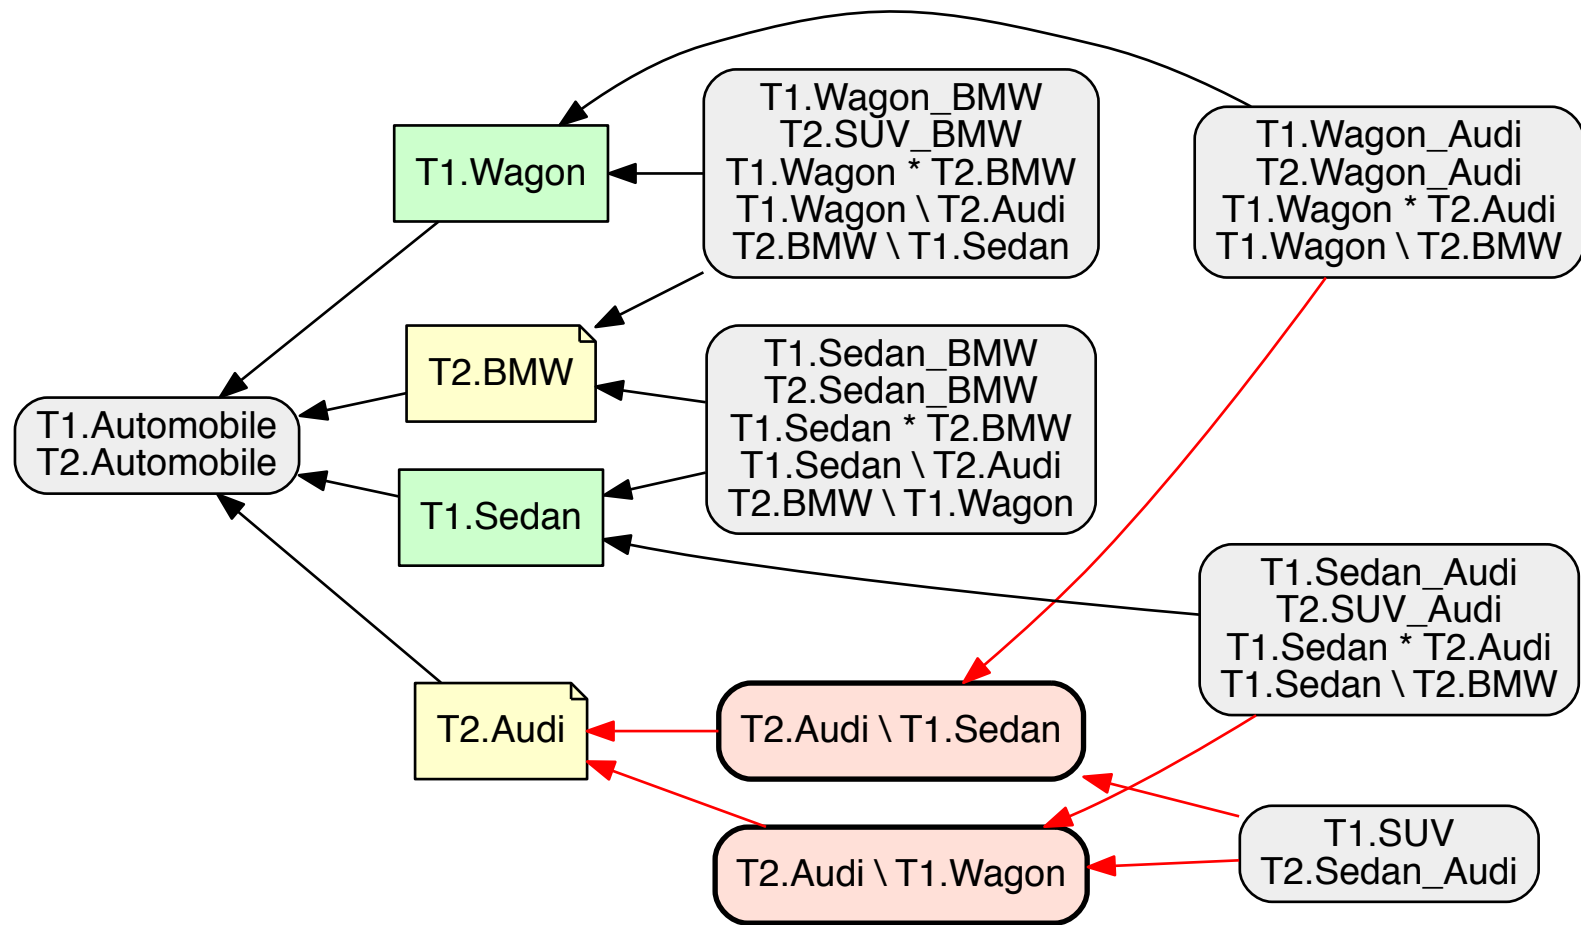 T1.Wagon_BMW
T2.SUV_BMW
T1.Wagon * T2.BMW
T1.Wagon \ T2.Audi
T2.BMW \ T1.Sedan
T1.Wagon_Audi
T2.Wagon_Audi
T1.Wagon * T2.Audi
T1.Wagon \ T2.BMW
T1.Wagon
T2.BMW
T1.Sedan_BMW
T2.Sedan_BMW
T1.Sedan * T2.BMW
T1.Sedan \ T2.Audi
T2.BMW \ T1.Wagon
T1.Automobile
T2.Automobile
T1.Sedan
T1.Sedan_Audi
T2.SUV_Audi
T1.Sedan * T2.Audi
T1.Sedan \ T2.BMW
T2.Audi
T2.Audi \ T1.Sedan
T2.Audi \ T1.Wagon
T1.SUV
T2.Sedan_Audi